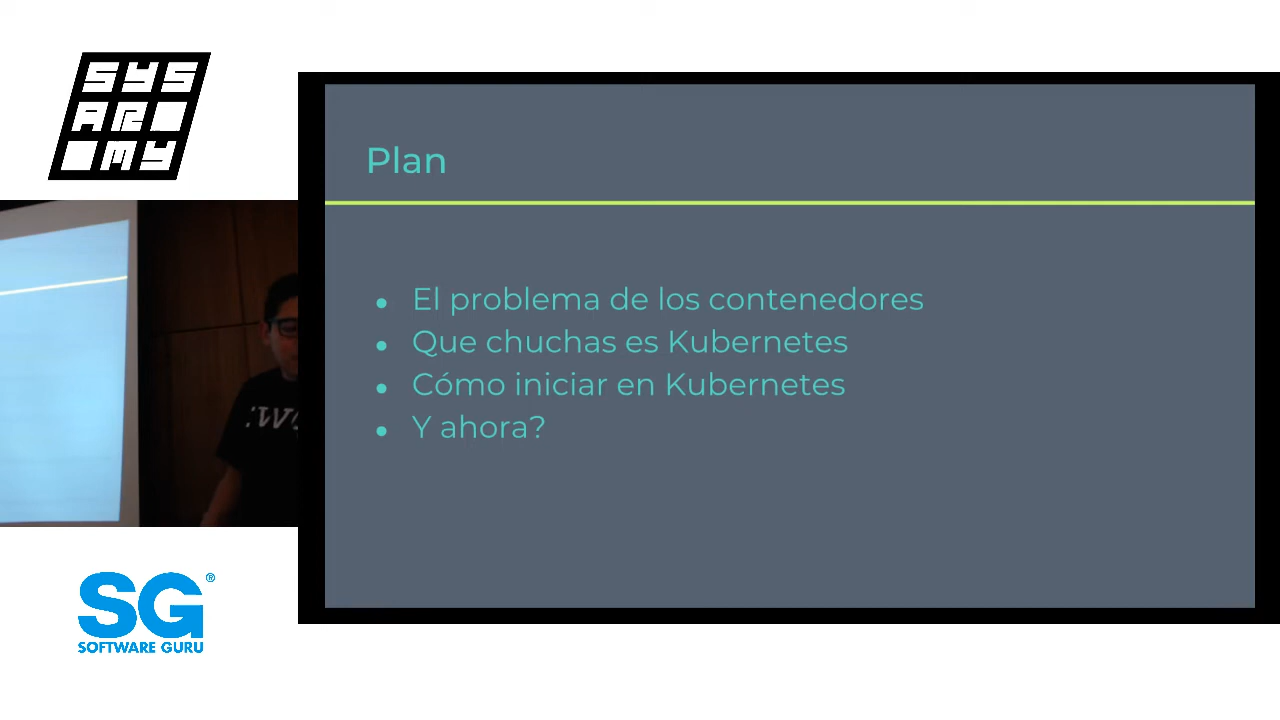 SYS
AR
MY
Plan
El problema de los contenedores
Que chuchas es Kubernetes
Cómo iniciar en Kubernetes
Y ahora?
SG®
SOFTWARE GURU